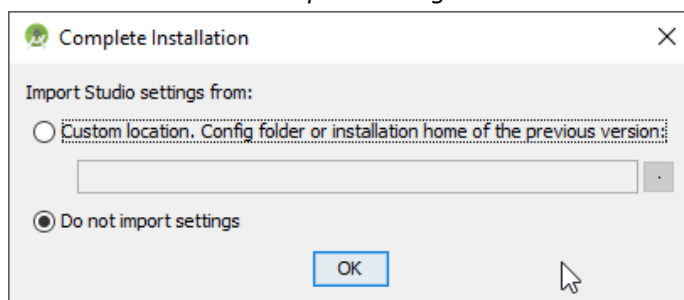 Complete Installation
Import Studio settings from:
Custom location. Config folder or installation home of the previous version:
.
Do not import settings
OK